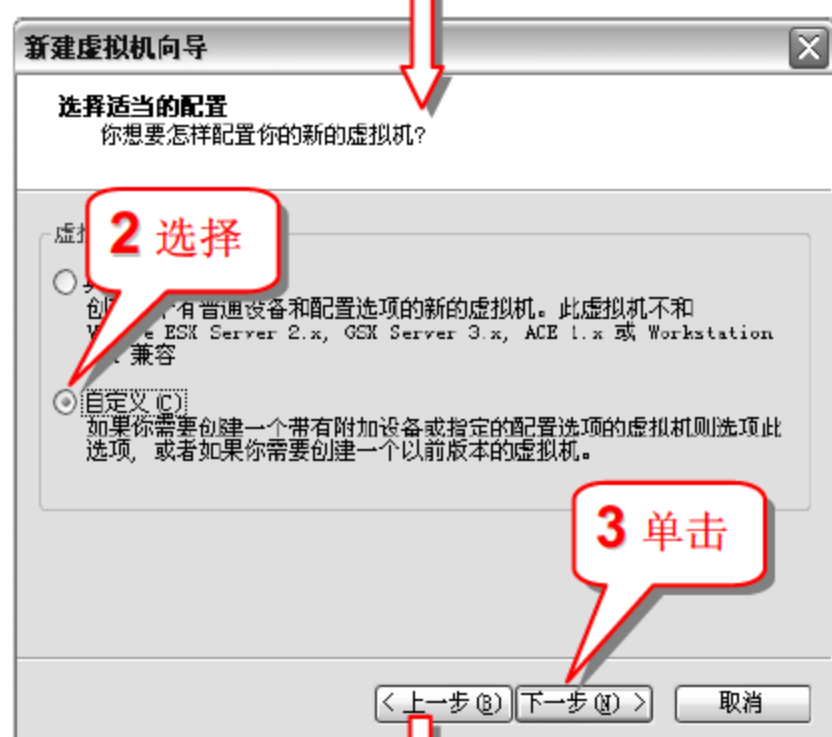 新建虚拟机向导
选择适当的配置
你想要怎样配置你的新的虚拟机?
2 选择
有普通设备和配置选项的新的虚拟机。此虚拟机不和
ESX Server 2.x, GSX Server 3.x, ACE 1.x 或 Workstation
兼容
自定义(C)
如果你需要创建一个带有附加设备或指定的配置选项的虚拟机则选项此
选项, 或者如果你需要创建一个以前版本的虚拟机。
3 单击
< 上一步(B) 下一步(N) > 取消